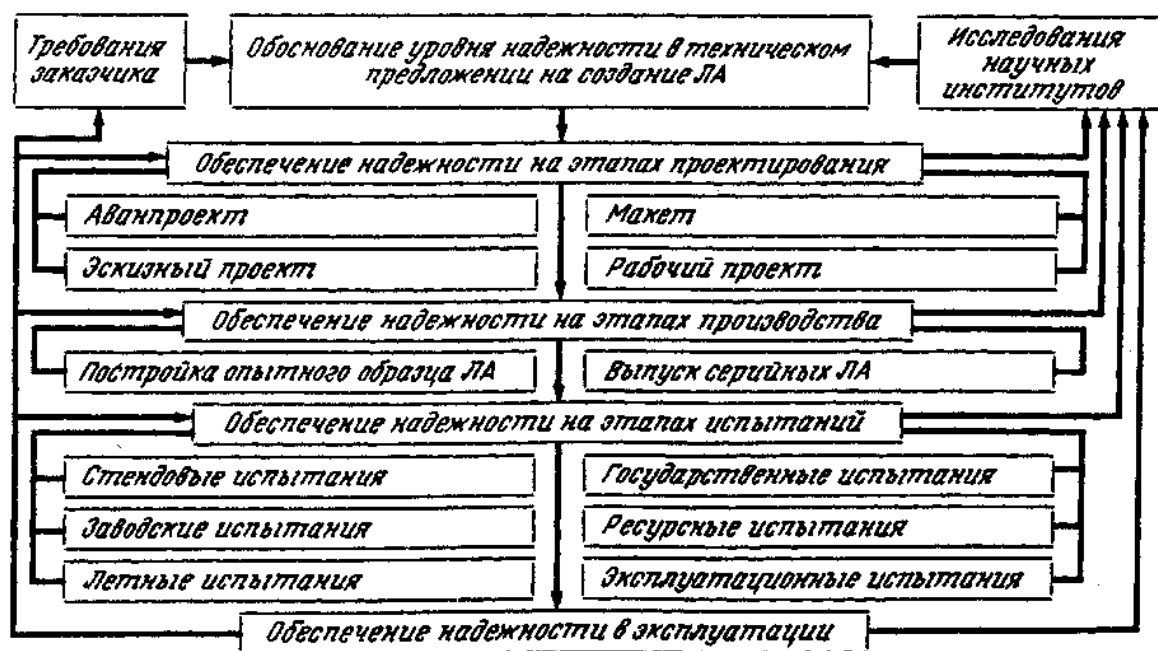 Требования
заказчика
Обоснование уровня надежности в техническом
предложении на создание ЛА
Исследования
научных
институтов
Обеспечение надежности на этапах проектирования
Аванпроект
Макет
Эскизный проект
Рабочий проект
Обеспечение надежности на этапах производства
Постройка опытного образца ЛА
Выпуск серийных ЛА
Обеспечение надежности на этапах испытаний
Стендовые испытания
Государственные испытания
Заводские испытания
Ресурсные испытания
Летные испытания
Эксплуатационные испытания
Обеспечение надежности в эксплуатации